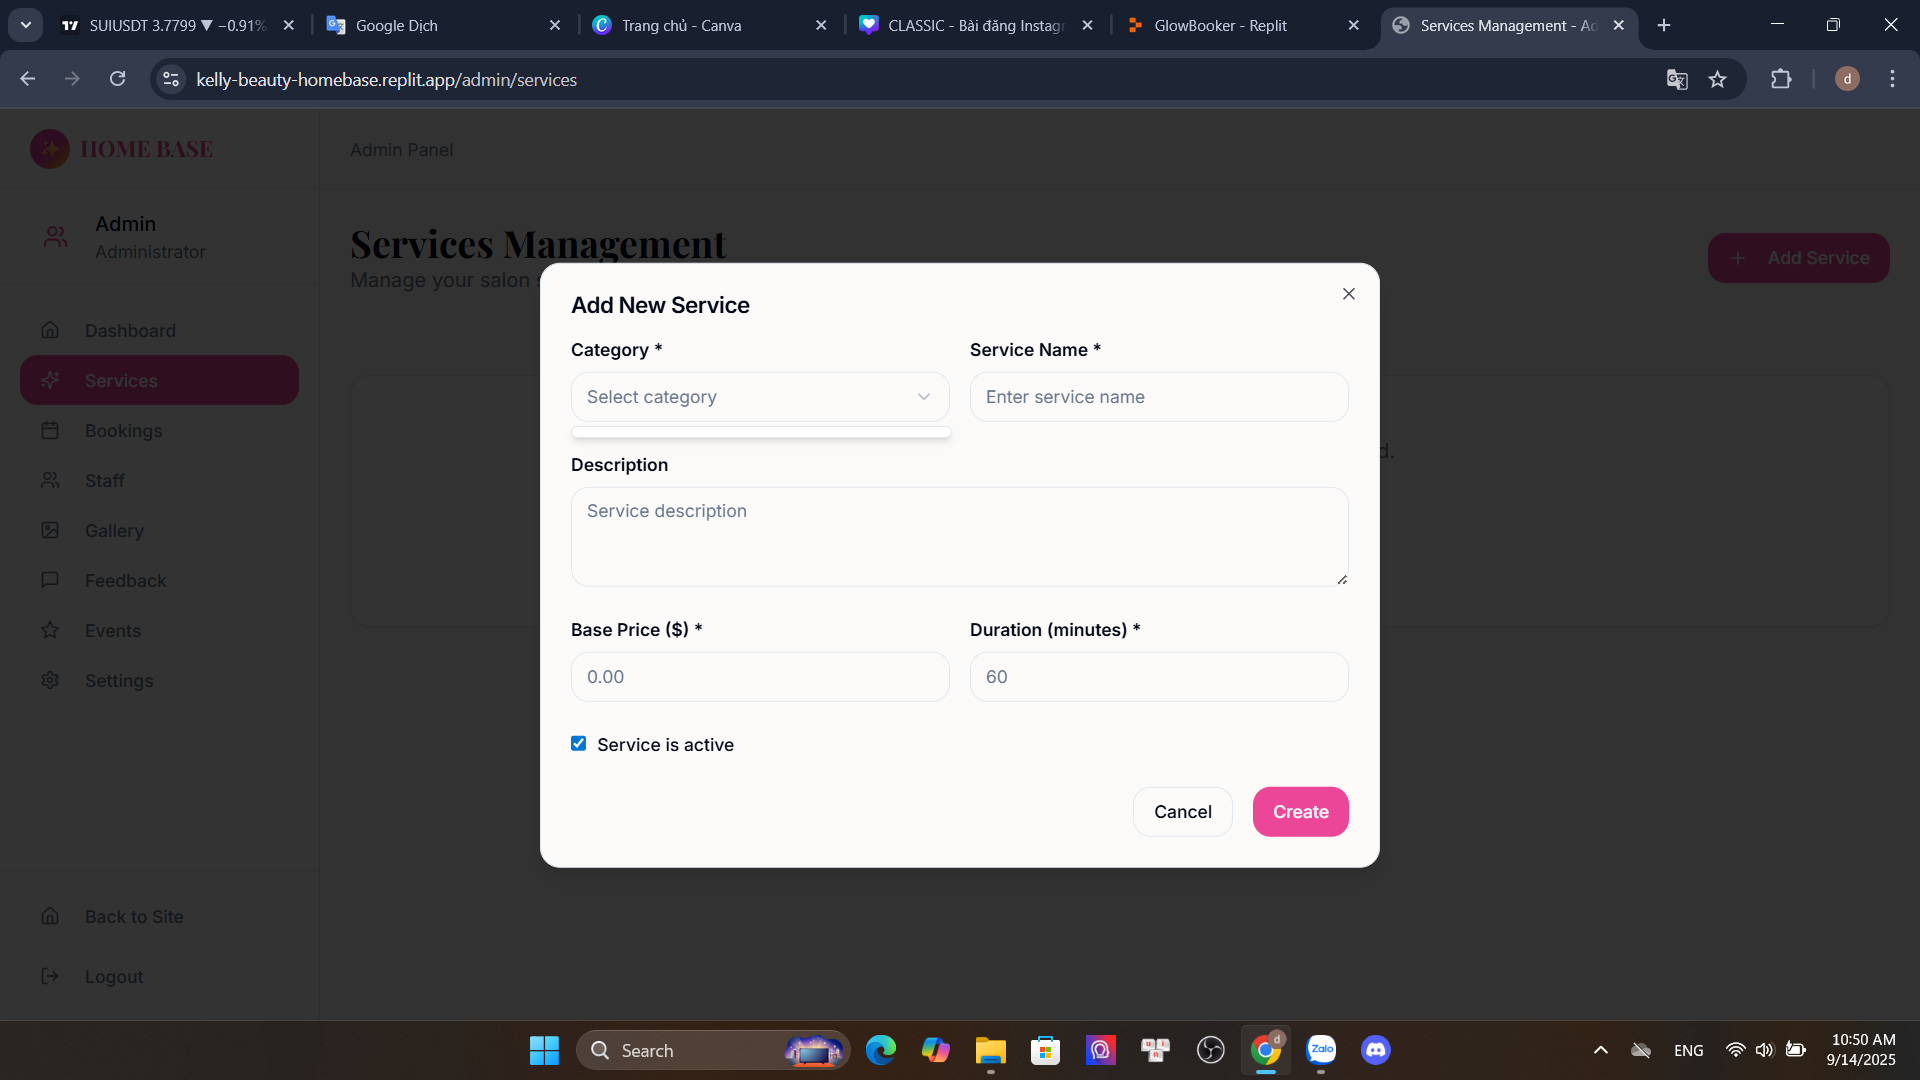 SUIUSDT 3.7799 ▼ −0.91%
Google Dịch
Trang chủ - Canva
CLASSIC - Bài đăng Instagr
GlowBooker - Replit
Services Management - Ad
kelly-beauty-homebase.replit.app/admin/services
d
HOME BASE
Admin Panel
Admin
Administrator
Services Management
Manage your salon s
Add Service
Dashboard
Services
Bookings
Staff
Gallery
Feedback
Events
Settings
Back to Site
Logout
d.
Add New Service
Category *
Service Name *
Select category
Enter service name
Description
Service description
Base Price ($) *
Duration (minutes) *
0.00
60
Service is active
Cancel
Create
Search
d
Zalo
ENG
10:50 AM
9/14/2025